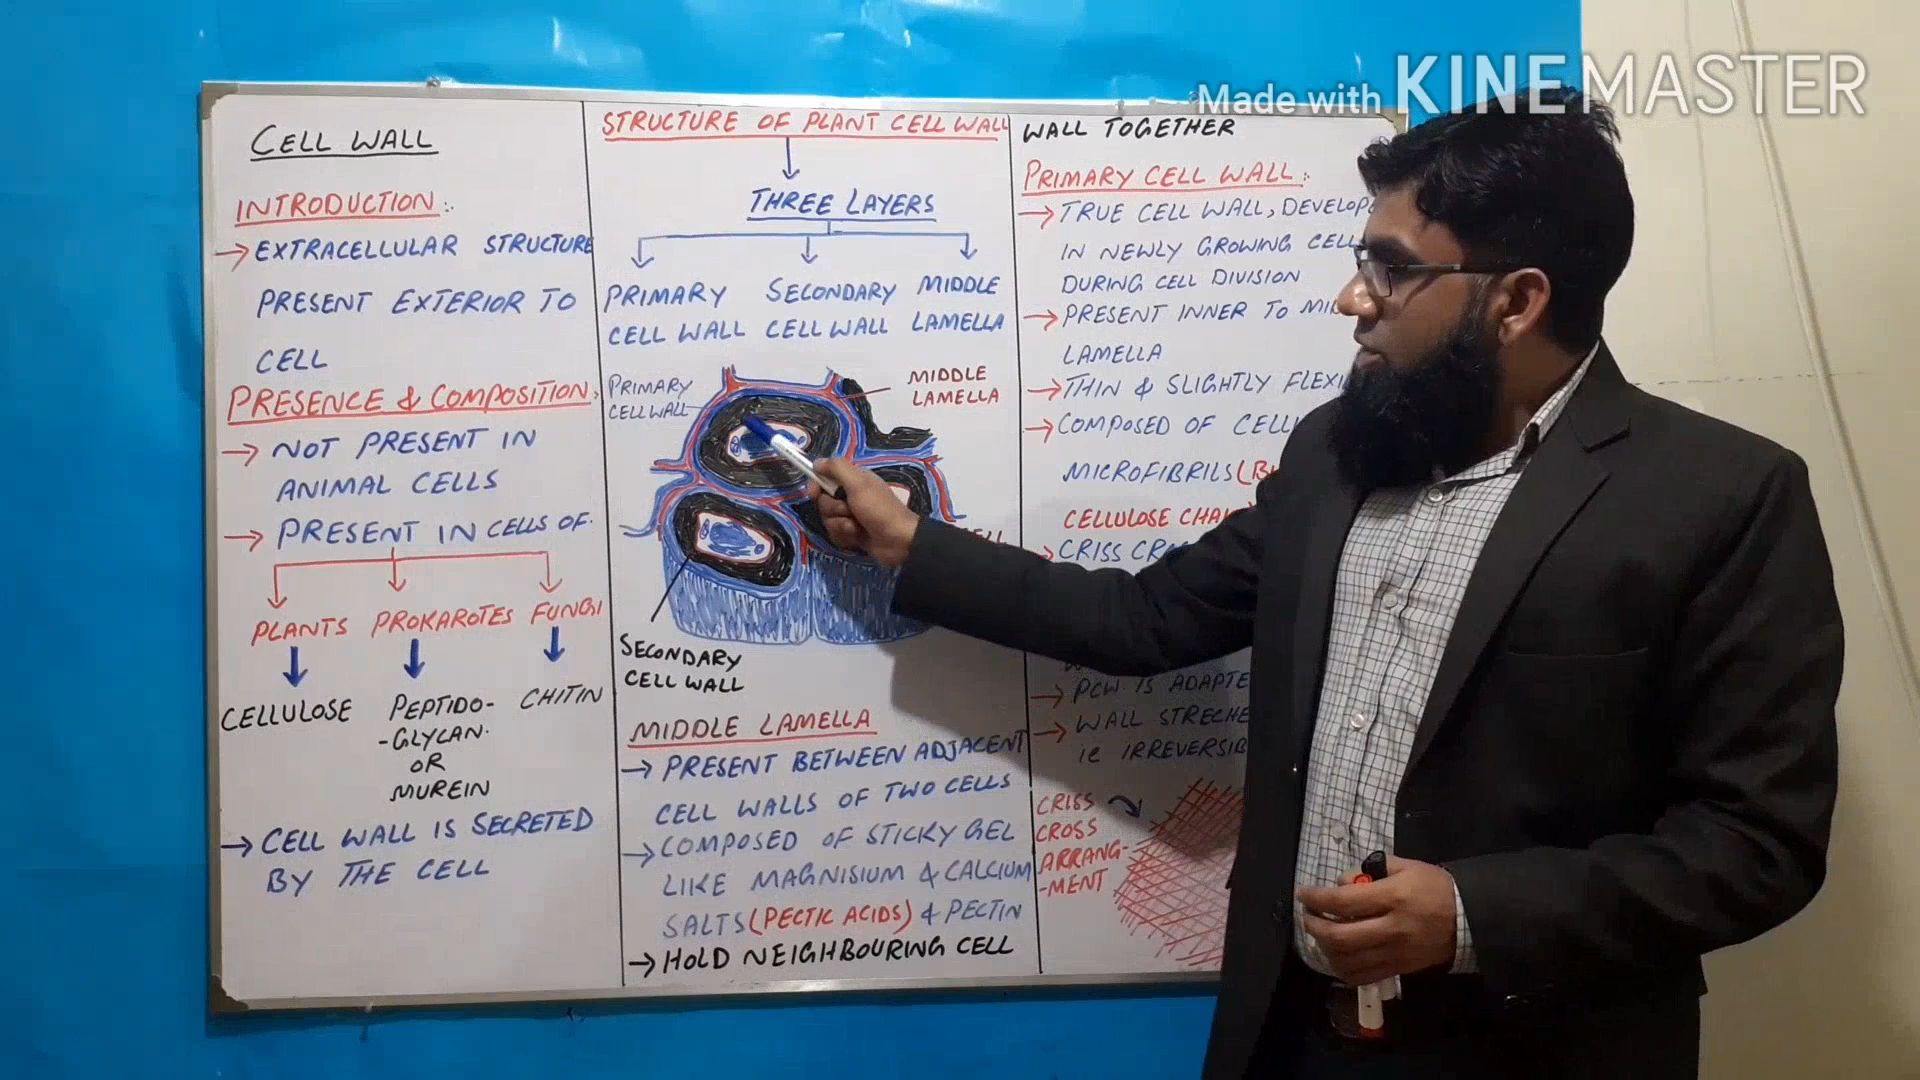 Made with KINEMASTER
CELL WALL
INTRODUCTION:.
→ EXTRACELLULAR STRUCTURE
PRESENT EXTERIOR TO
CELL
PRESENCE & COMPOSITION:
→ NOT PRESENT IN
ANIMAL CELLS
→ PRESENT IN CELLS OF.
PLANTS PROKAROTES FUNGI
CELLULOSE PEPTIDO- CHITIN
-GLYCAN.
OR
MUREIN
→ CELL WALL IS SECRETED
BY THE CELL
STRUCTURE OF PLANT CELL WALL
THREE LAYERS
PRIMARY SECONDARY MIDDLE
CELL WALL CELL WALL LAMELLA
PRIMARY
CELL WALL
MIDDLE
LAMELLA
CELL
SECONDARY
CELL WALL
MIDDLE LAMELLA
→ PRESENT BETWEEN ADJACENT
CELL WALLS OF TWO CELLS
→ COMPOSED OF STICKY GEL
LIKE MAGNISIUM & CALCIUM
SALTS (PECTIC ACIDS) & PECTIN
→ HOLD NEIGHBOURING CELL
WALL TOGETHER
PRIMARY CELL WALL:.
→ TRUE CELL WALL, DEVELOP
IN NEWLY GROWING CELL
DURING CELL DIVISION
→ PRESENT INNER TO
LAMELLA
→ THIN & SLIGHTLY
→ COMPOSED OF
MICROFIBRILS
CELLULOSE
→ CRISS
→ PCW IS
→ WALL
ie
CRISS
CROSS
ARRANG-
-MENT